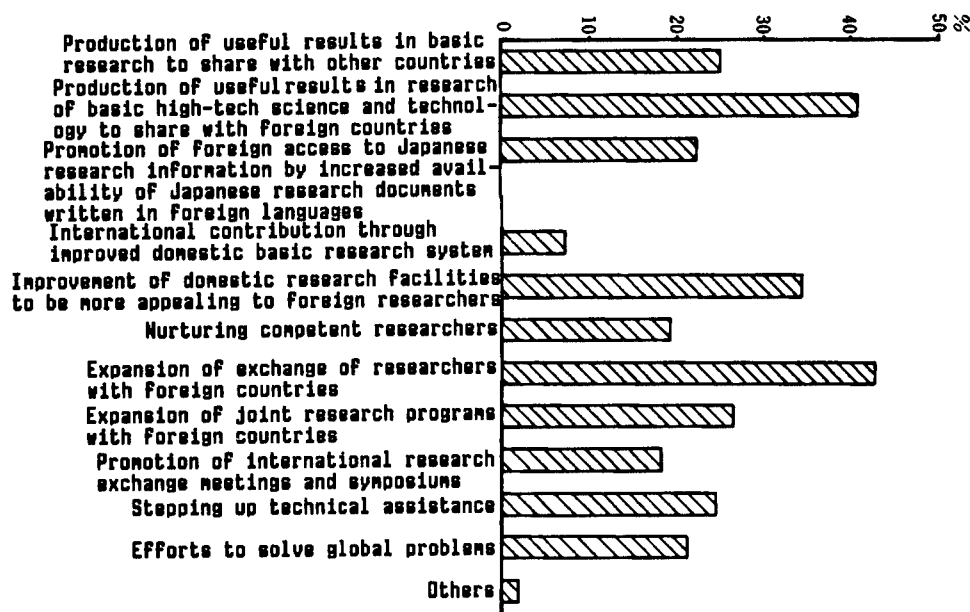 0 10 20 30 40 50 %
Production of useful results in basic
research to share with other countries
Production of useful results in research
of basic high-tech science and technol-
ogy to share with foreign countries
Promotion of foreign access to Japanese
research information by increased avail-
ability of Japanese research documents
written in foreign languages
International contribution through
improved domestic basic research system
Improvement of domestic research facilities
to be more appealing to foreign researchers
Nurturing competent researchers
Expansion of exchange of researchers
with foreign countries
Expansion of joint research programs
with foreign countries
Promotion of international research
exchange meetings and symposiums
Stepping up technical assistance
Efforts to solve global problems
Others